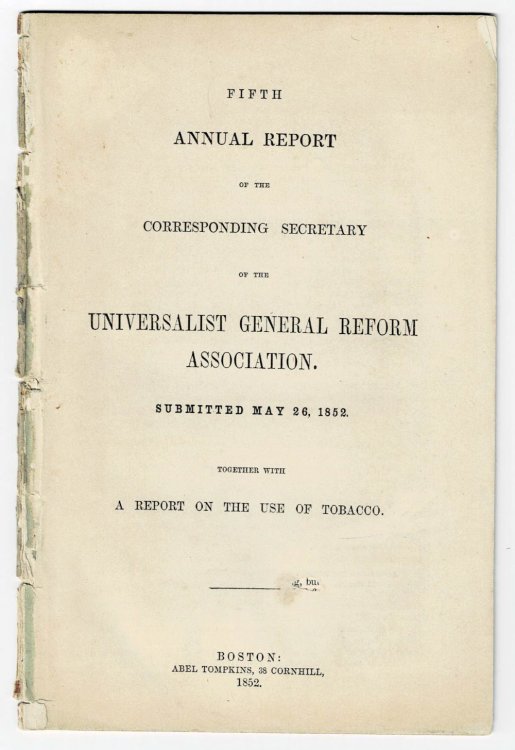 FIFTH
ANNUAL REPORT
OF THE
CORRESPONDING SECRETARY
OF THE
UNIVERSALIST GENERAL REFORM
ASSOCIATION.
SUBMITTED MAY 26, 1852.
TOGETHER WITH
A REPORT ON THE USE OF TOBACCO.
BOSTON:
ABEL TOMPKINS, 38 CORNHILL,
1852.